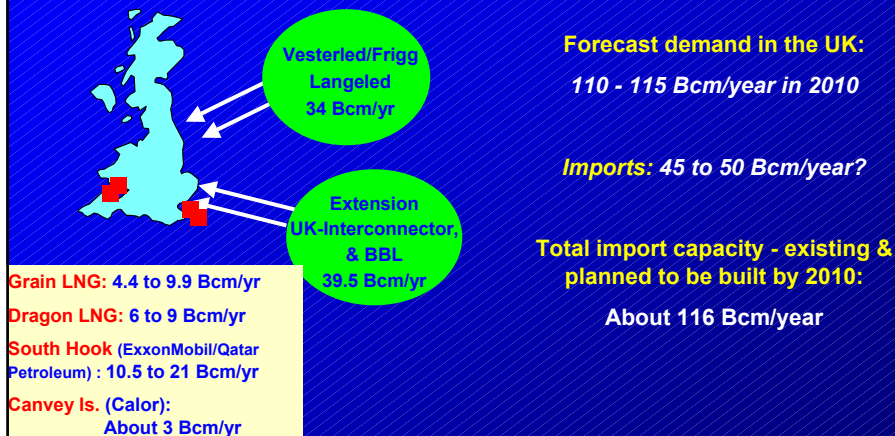 Vesterled/Frigg
Langeled
34 Bcm/yr
Extension
UK-Interconnector,
& BBL
39.5 Bcm/yr
Grain LNG: 4.4 to 9.9 Bcm/yr
Dragon LNG: 6 to 9 Bcm/yr
South Hook (ExxonMobil/Qatar
Petroleum) : 10.5 to 21 Bcm/yr
Canvey Is. (Calor):
About 3 Bcm/yr
Forecast demand in the UK:
110 - 115 Bcm/year in 2010
Imports: 45 to 50 Bcm/year?
Total import capacity - existing &
planned to be built by 2010:
About 116 Bcm/year